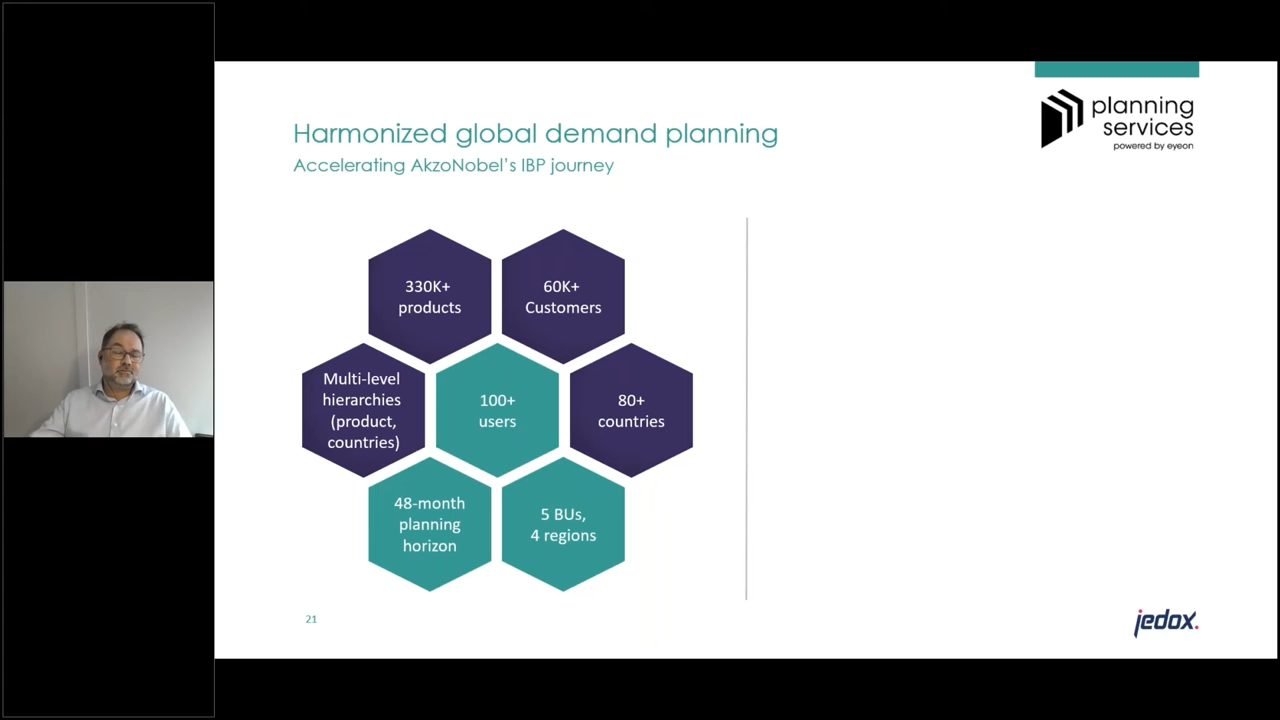 planning
services
powered by eyeon
Harmonized global demand planning
Accelerating AkzoNobel's IBP journey
330K+
products
60K+
Customers
Multi-level
hierarchies
(product,
countries)
100+
users
80+
countries
48-month
planning
horizon
5 BUs,
4 regions
21
jedox.